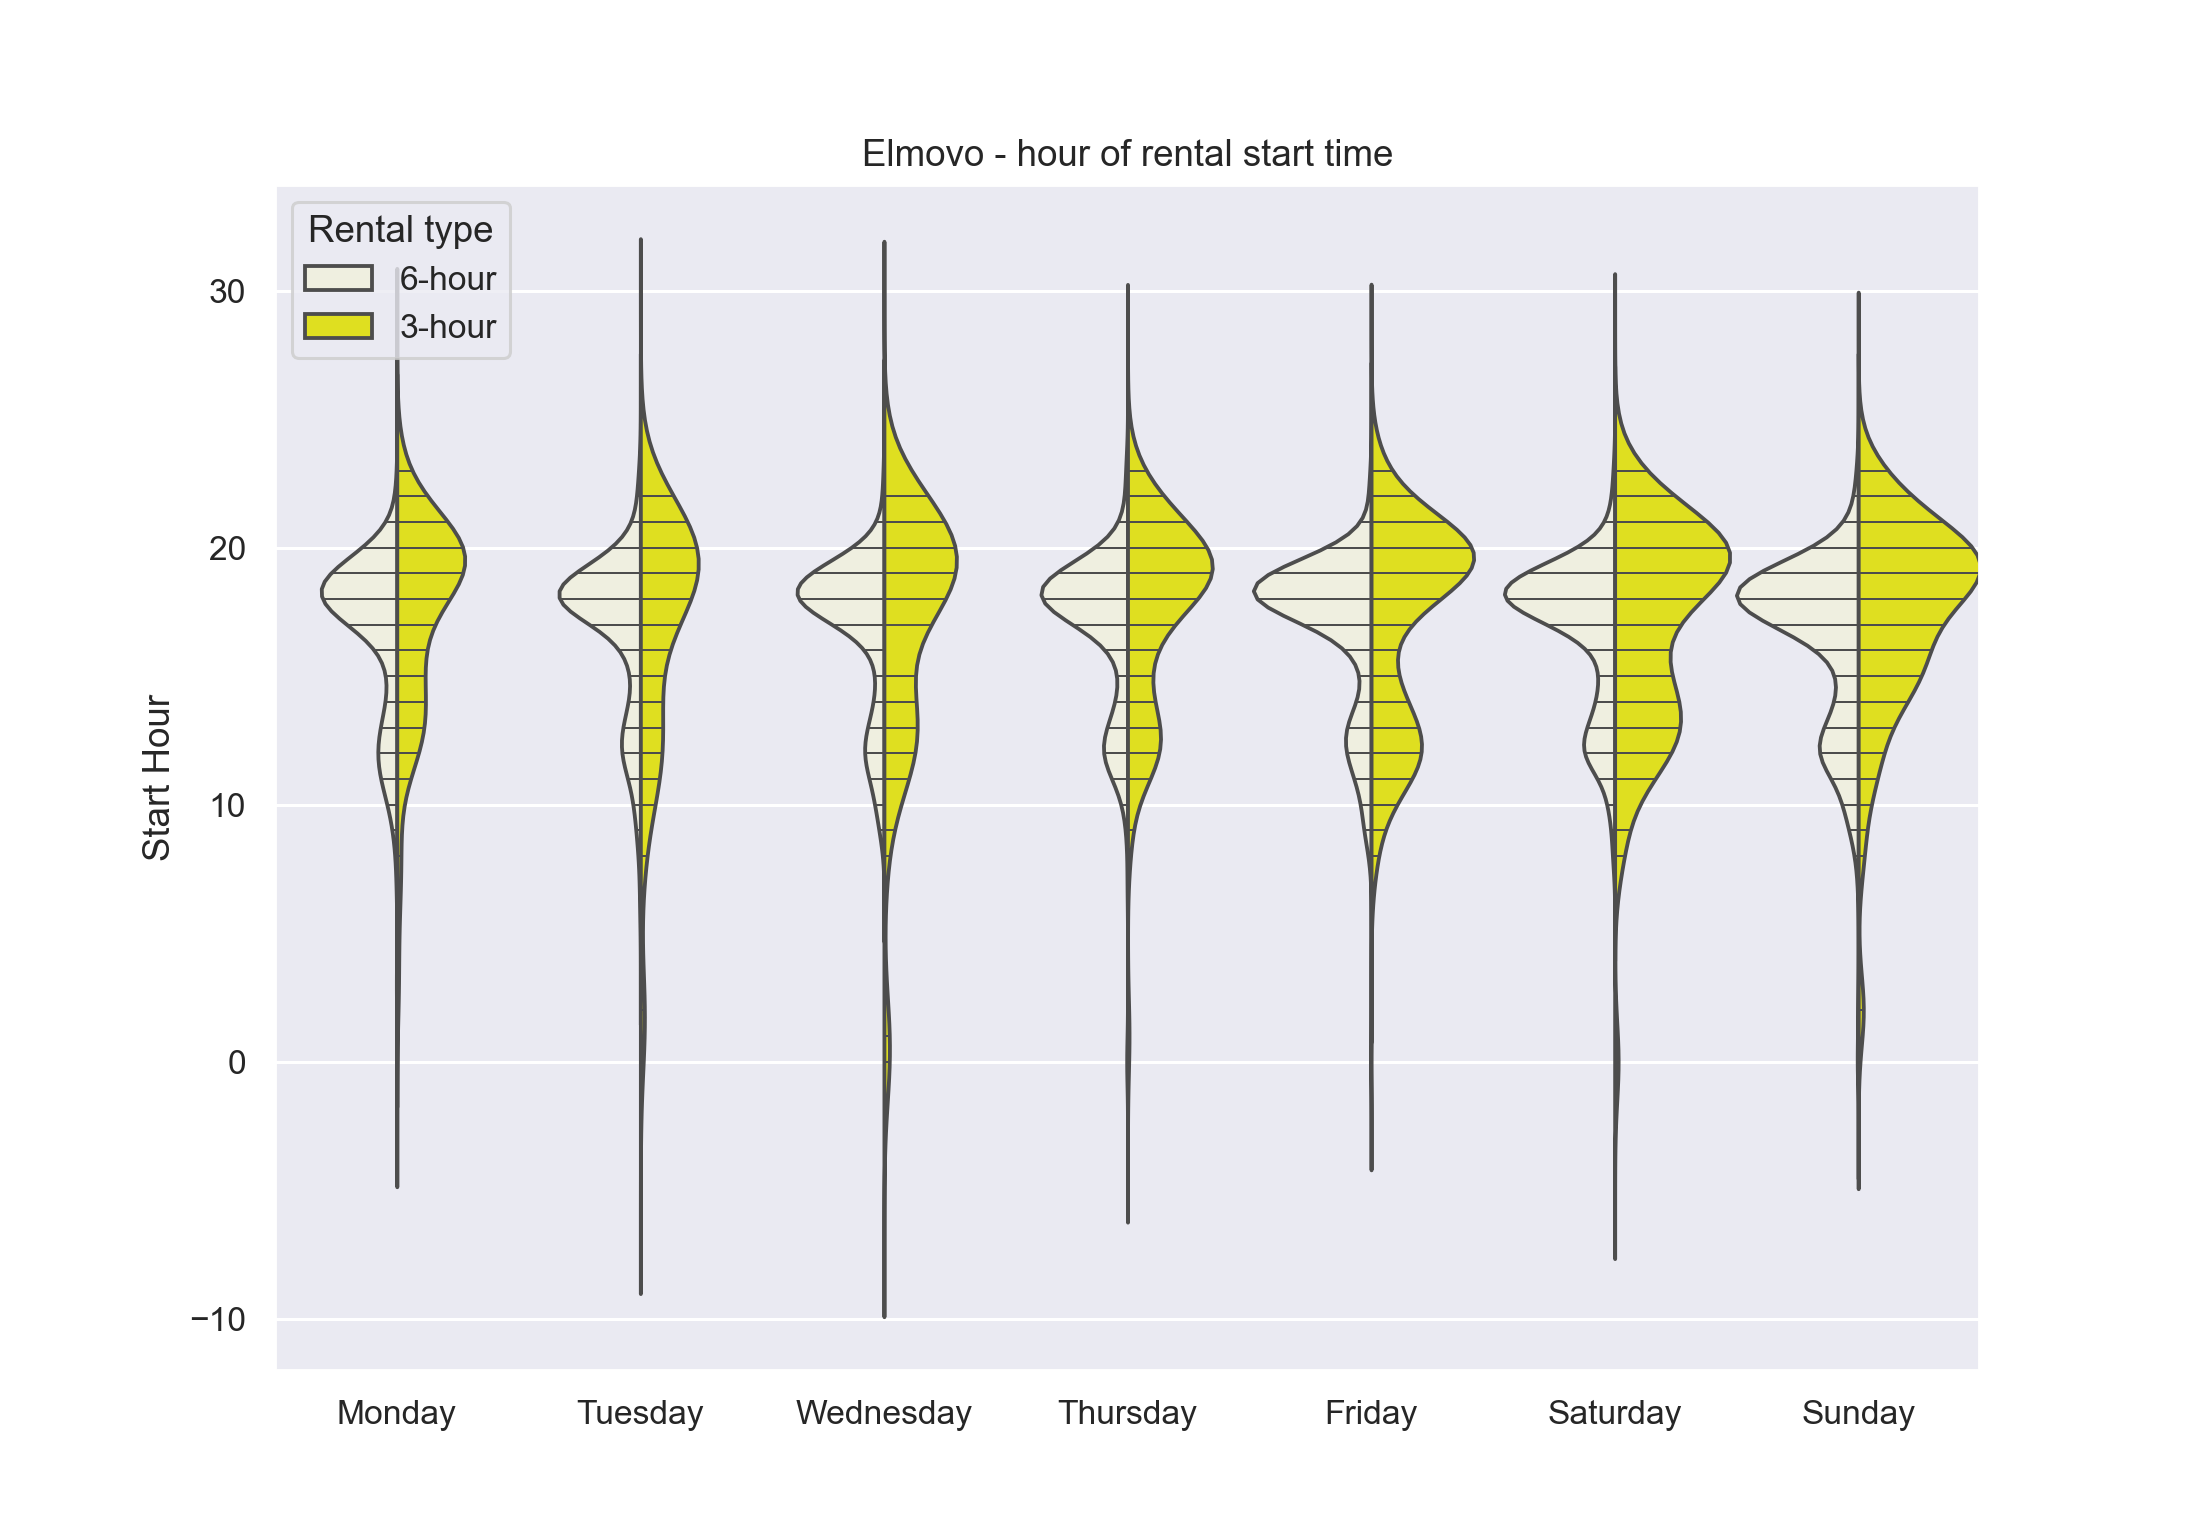 Elmovo - hour of rental start time
Rental type
6-hour
3-hour
30
20
10
0
−10
Start Hour
Monday
Tuesday
Wednesday
Thursday
Friday
Saturday
Sunday